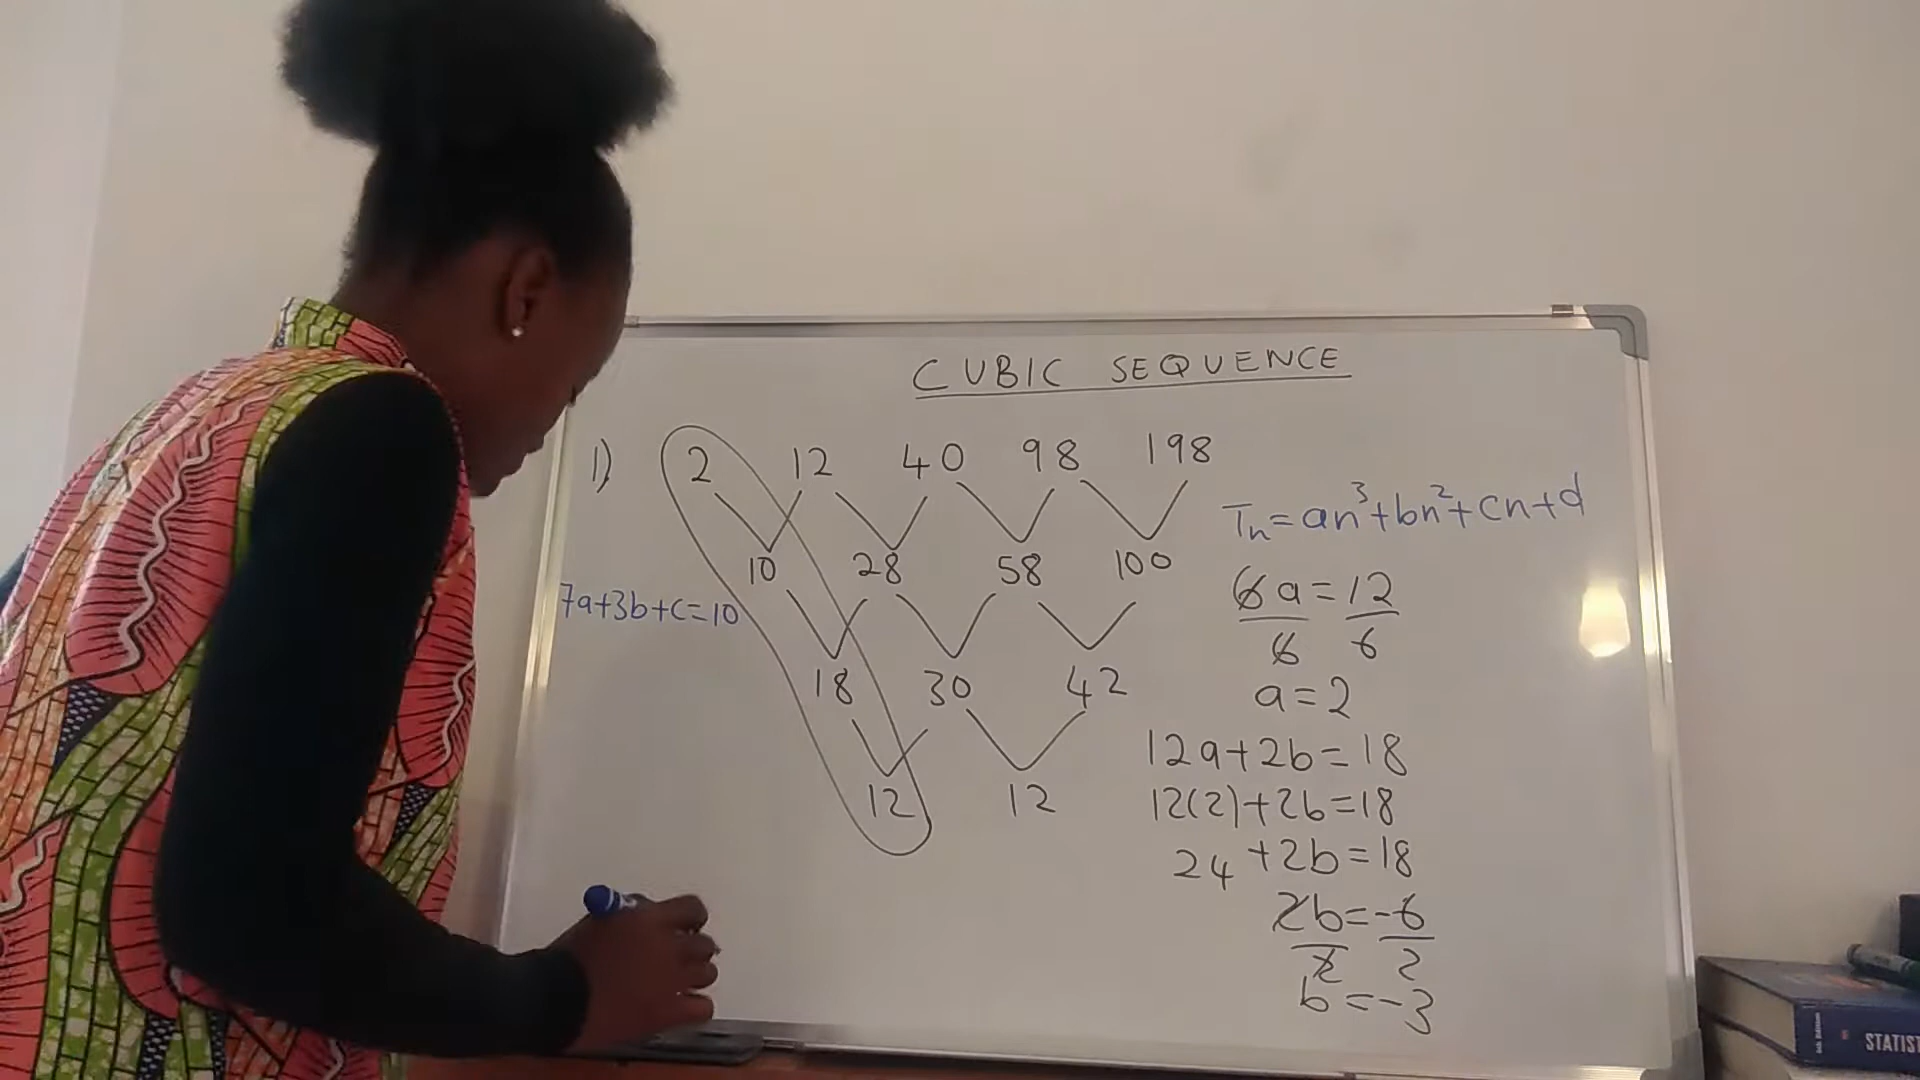 CUBIC SEQUENCE
1) 2 12 40 98 198
Tn=an³+bn²+cn+d
10 28 58 100
6a=12
7a+3b+c=10
6 6
18 30 42
a=2
12a+2b=18
12 12
12(2)+2b=18
24+2b=18
2b=-6
2 2
b=-3
STATIST